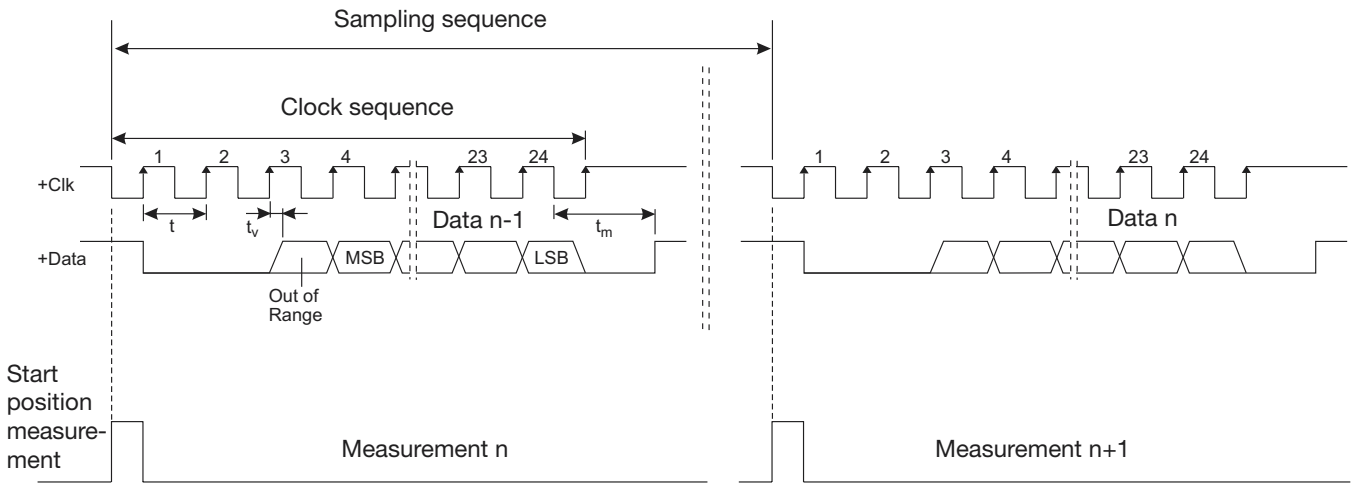 Sampling sequence
Clock sequence
1 2 3 4 23 24 1 2 3 4 23 24
+Clk
t tv Data n-1 tm Data n
+Data MSB LSB
Out of
Range
Start
position
measure-
ment
Measurement n Measurement n+1